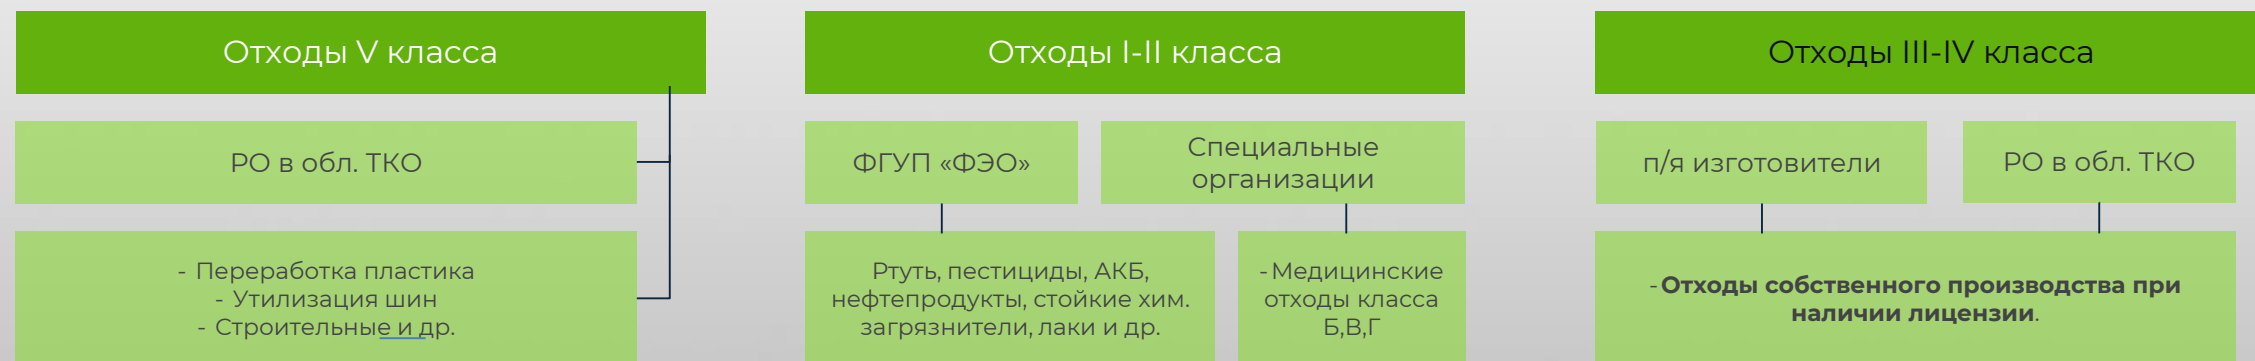 Отходы V класса
РО в обл. ТКО
- Переработка пластика
- Утилизация шин
- Строительные и др.
Отходы I-II класса
ФГУП «ФЭО»
Специальные
организации
Ртуть, пестициды, АКБ,
нефтепродукты, стойкие хим.
загрязнители, лаки и др.
- Медицинские
отходы класса
Б,В,Г
Отходы III-IV класса
п/я изготовители
РО в обл. ТКО
- Отходы собственного производства при
наличии лицензии.